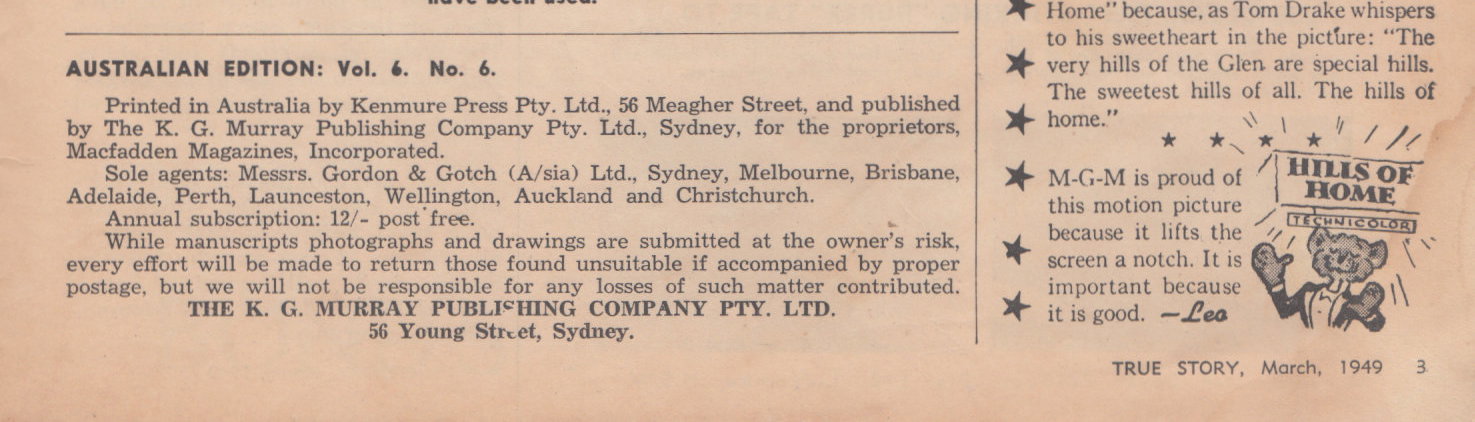 have been used.
AUSTRALIAN EDITION: Vol. 6. No. 6.
Printed in Australia by Kenmure Press Pty. Ltd., 56 Meagher Street, and published
by The K. G. Murray Publishing Company Pty. Ltd., Sydney, for the proprietors,
Macfadden Magazines, Incorporated.
Sole agents: Messrs. Gordon & Gotch (A/sia) Ltd., Sydney, Melbourne, Brisbane,
Adelaide, Perth, Launceston, Wellington, Auckland and Christchurch.
Annual subscription: 12/- post free.
While manuscripts photographs and drawings are submitted at the owner's risk,
every effort will be made to return those found unsuitable if accompanied by proper
postage, but we will not be responsible for any losses of such matter contributed.
THE K. G. MURRAY PUBLISHING COMPANY PTY. LTD.
56 Young Street, Sydney.
Home" because, as Tom Drake whispers
to his sweetheart in the picture: "The
very hills of the Glen are special hills.
The sweetest hills of all. The hills of
home."
M-G-M is proud of
this motion picture
because it lifts the
screen a notch. It is
important because
it is good. —Leo
HILLS OF
HOME
TECHNICOLOR
TRUE STORY, March, 1949 3